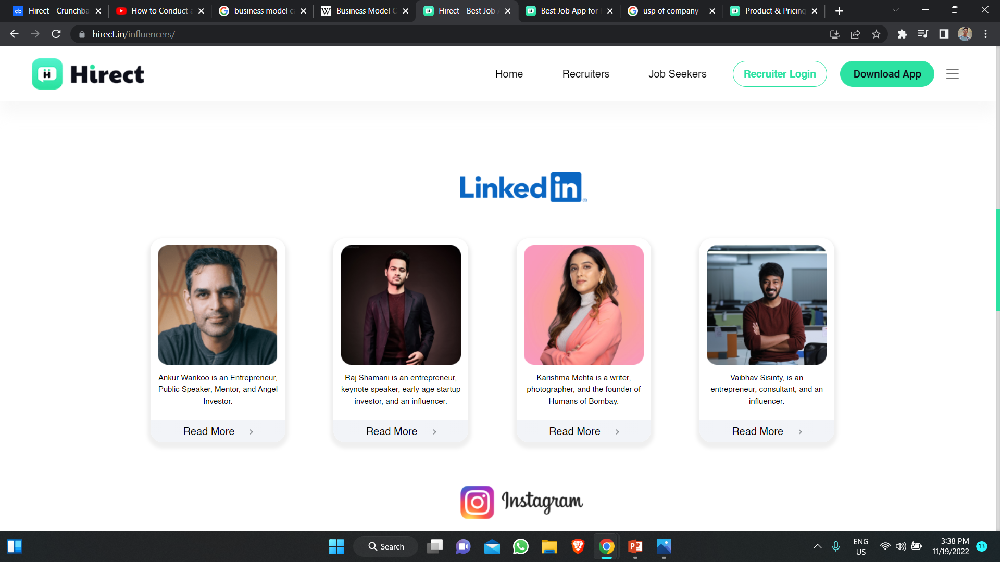 cb Hirect - Crunchba
How to Conduct a
business model c
W Business Model C
Hirect - Best Job
Best Job App for
usp of company -
Product & Pricing
hirect.in/influencers/
H Hirect
Home
Recruiters
Job Seekers
Recruiter Login
Download App
Linked in ®
Ankur Warikoo is an Entrepreneur,
Public Speaker, Mentor, and Angel
Investor.
Read More
Raj Shamani is an entrepreneur,
keynote speaker, early age startup
investor, and an influencer.
Read More
Karishma Mehta is a writer,
photographer, and the founder of
Humans of Bombay.
Read More
Vaibhav Sisinty, is an
entrepreneur, consultant, and an
influencer.
Read More
Instagram
Search
ENG
US
3:38 PM
11/19/2022
13